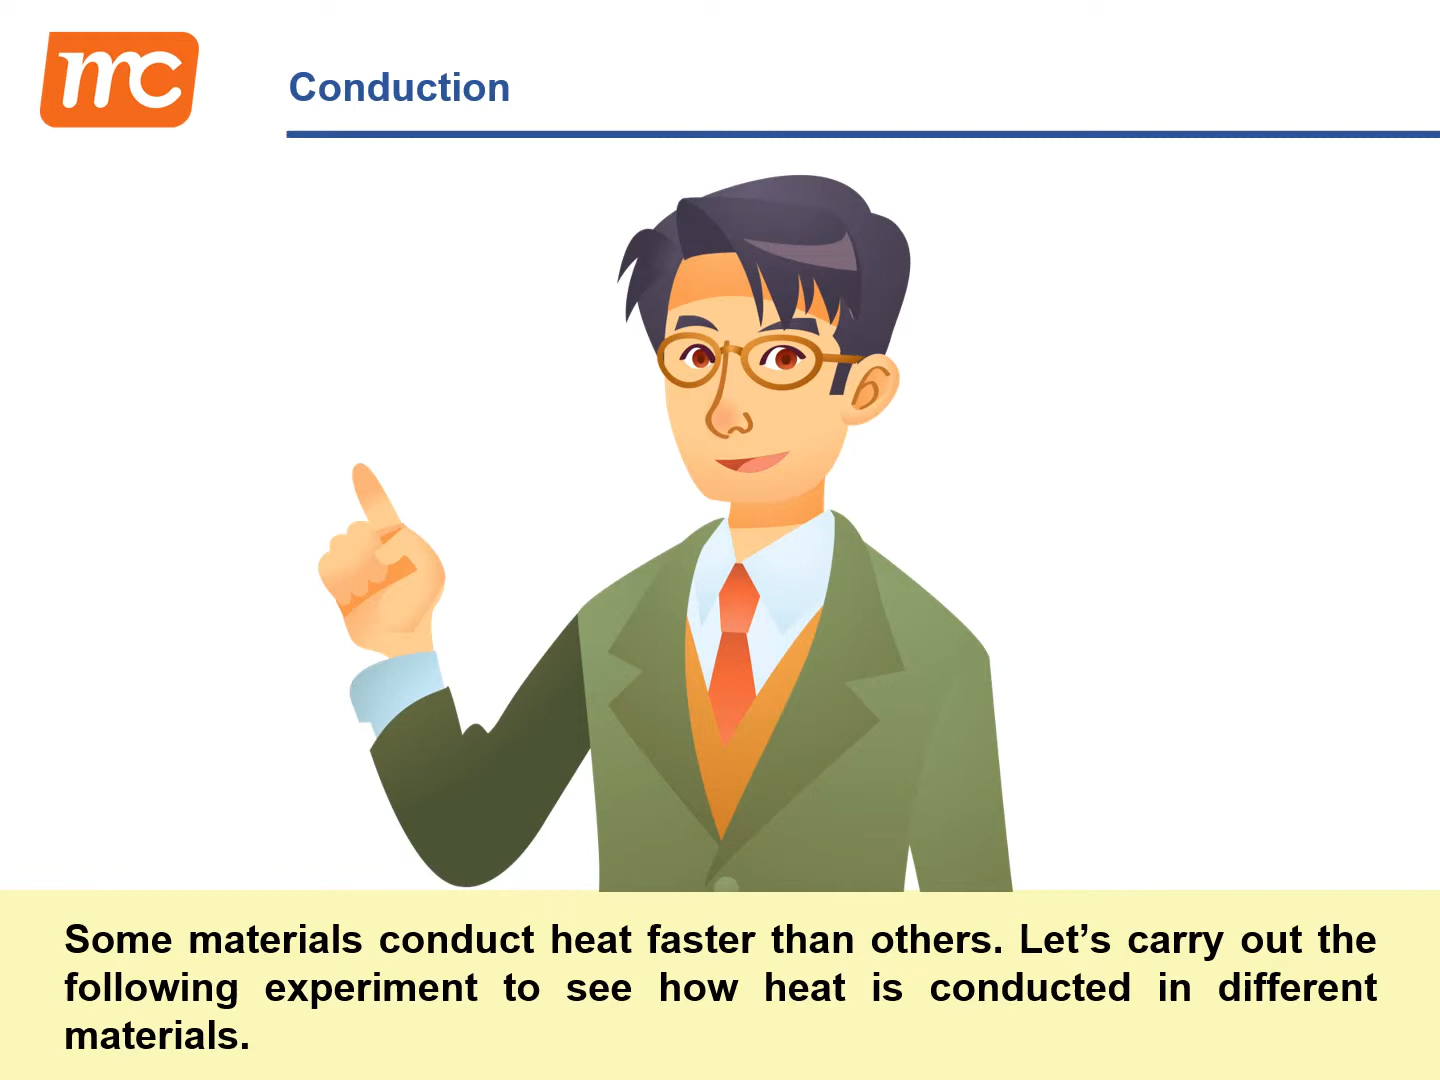 mc
Conduction
Some materials conduct heat faster than others. Let’s carry out the
following experiment to see how heat is conducted in different
materials.